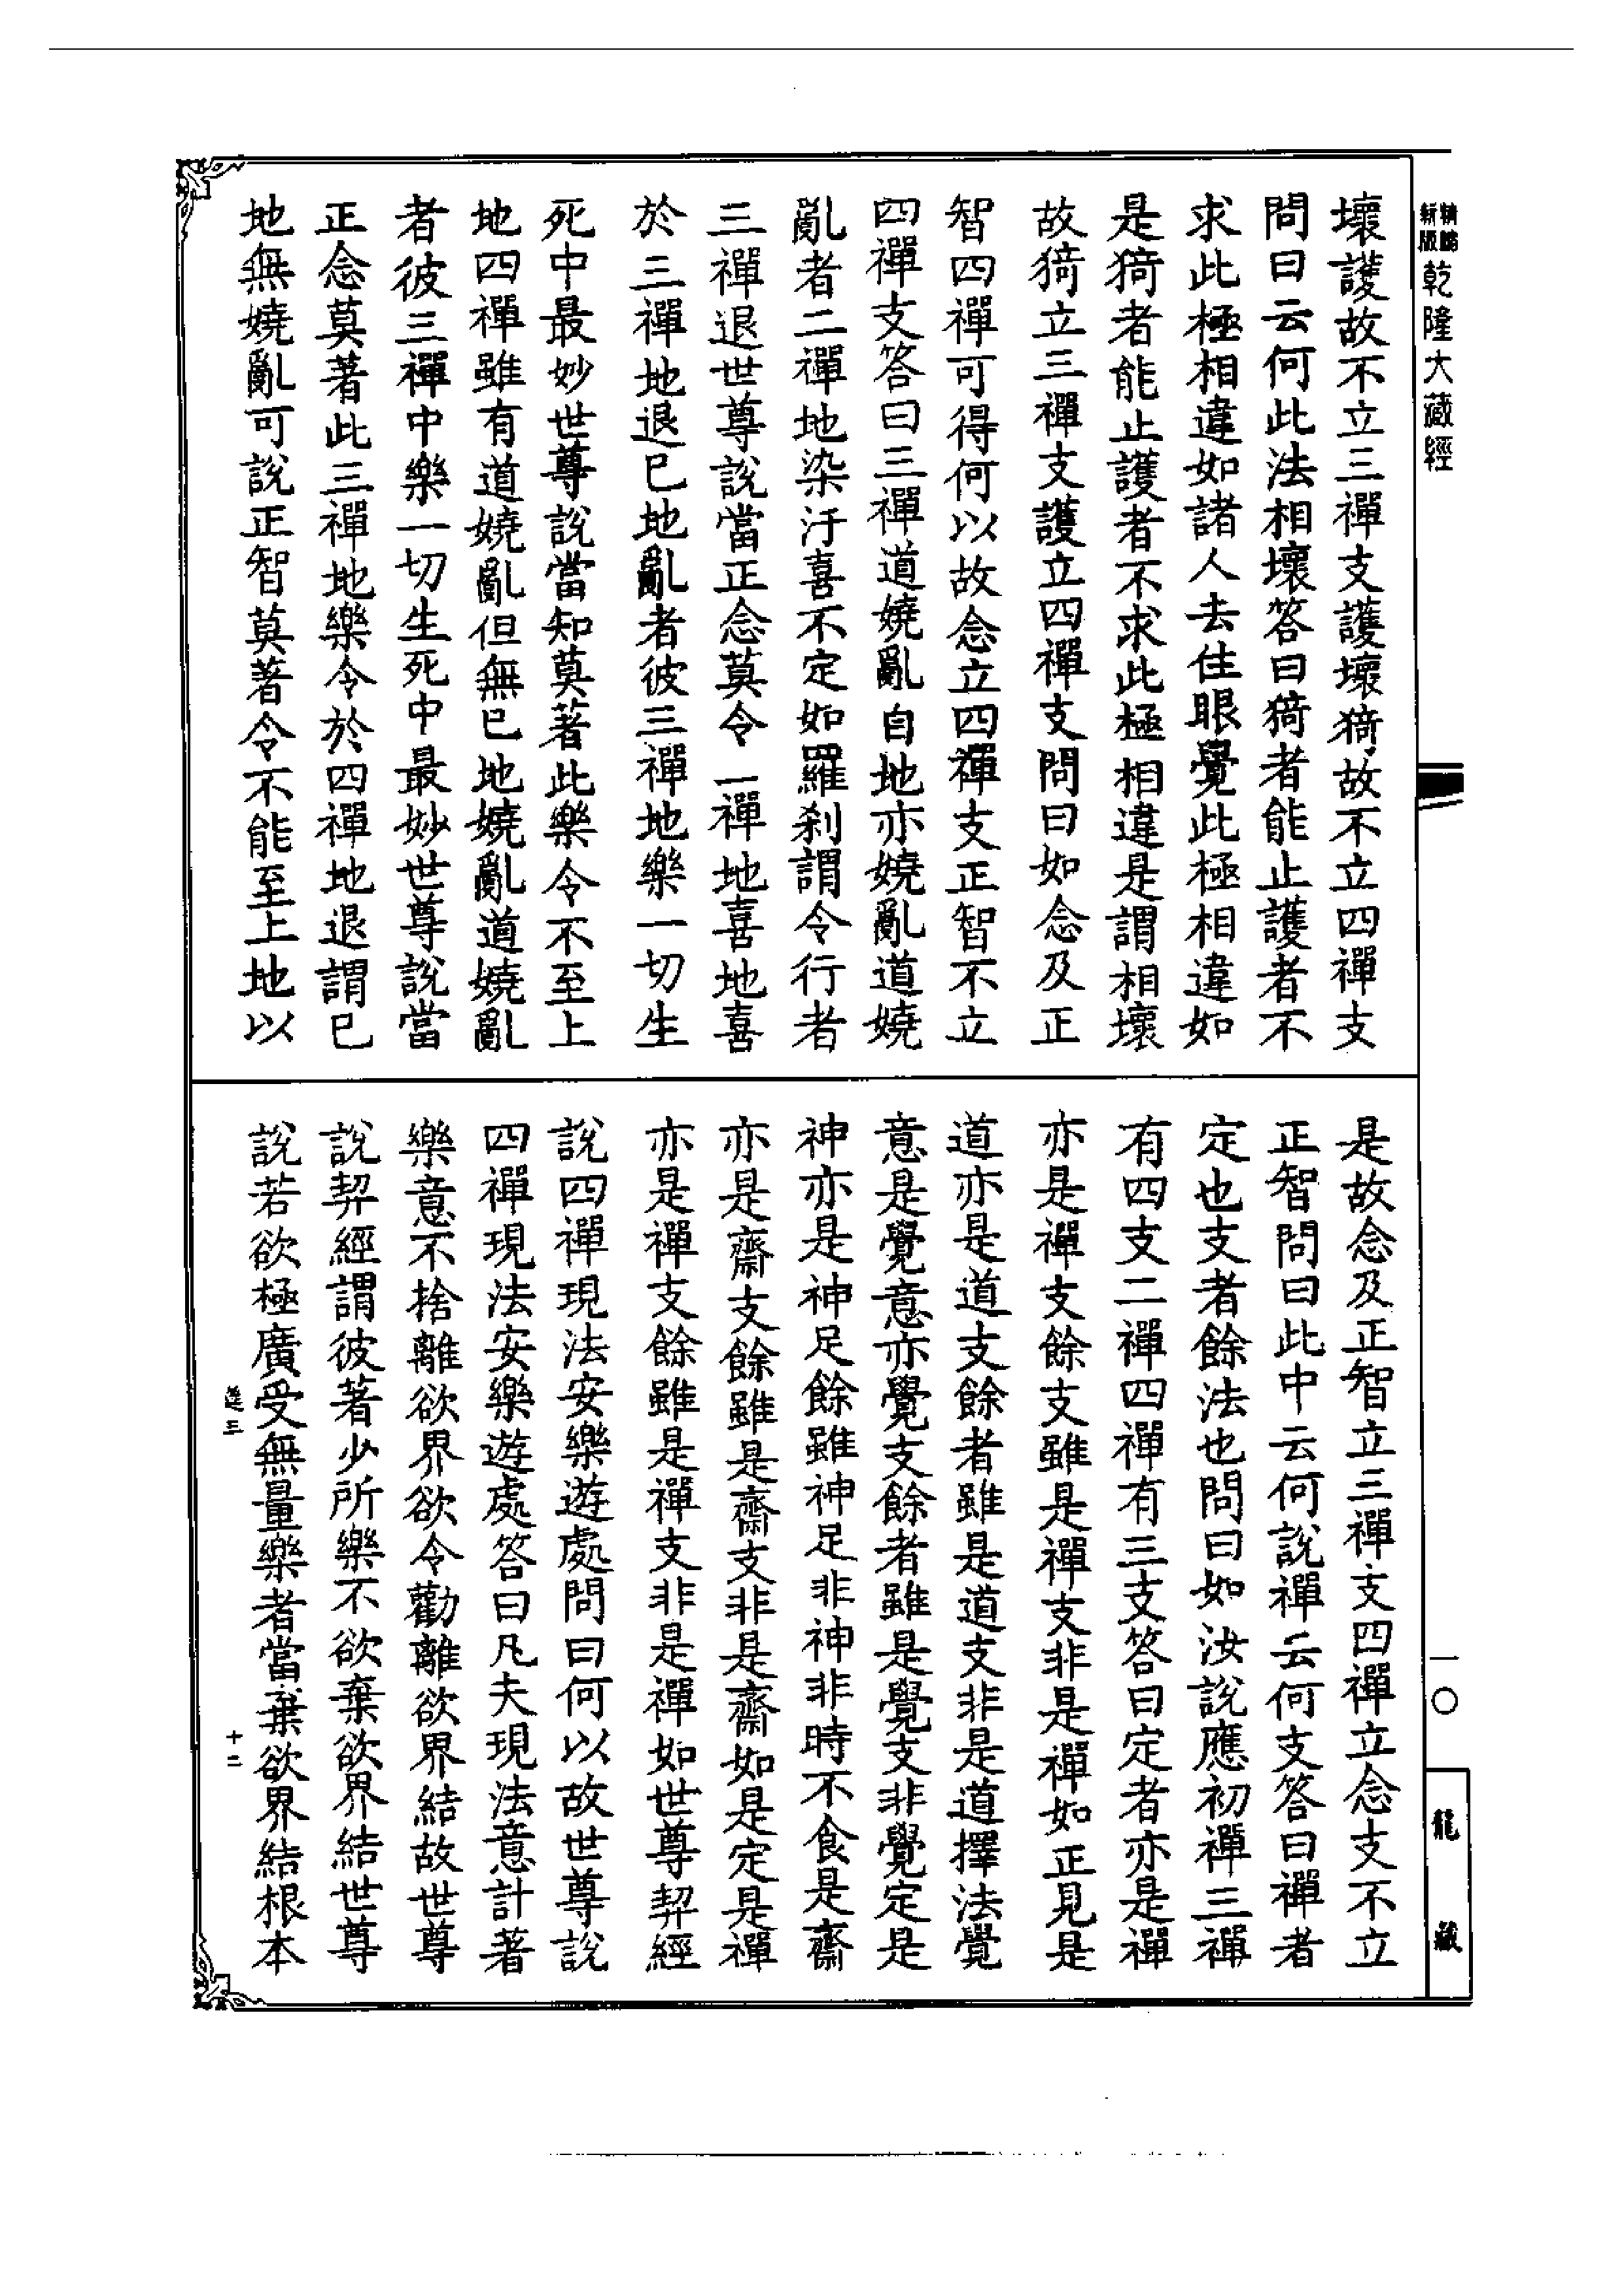 精縮新版乾隆大藏經
壞護故不立三禪支護壞猗故不立四禪支
問曰云何此法相壞答曰猗者能止護者不
求此極相違如諸人去住眼覺此極相違如
是猗者能止護者不求此極相違是謂相壞
故猗立三禪支護立四禪支問曰如念及正
智四禪可得何以故念立四禪支正智不立
四禪支答曰三禪道嬈亂自地亦嬈亂道嬈
亂者二禪地染汙喜不定如羅剎謂令行者
三禪退世尊說當正念莫令二禪地喜地喜
於三禪地退已地亂者彼三禪地樂一切生
死中最妙世尊說當知莫著此樂令不至上
地四禪雖有道嬈亂但無已地嬈亂道嬈亂
者彼三禪中樂一切生死中最妙世尊說當
正念莫著此三禪地樂令於四禪地退謂已
地無嬈亂可說正智莫著令不能至上地以
是故念及正智立三禪支四禪立念支不立
正智問曰此中云何說禪云何支答曰禪者
定也支者餘法也問曰如汝說應初禪三禪
有四支二禪四禪有三支答曰定者亦是禪
亦是禪支餘支雖是禪支非是禪如正見是
道亦是道支餘者雖是道支非是道擇法覺
意是覺意亦覺支餘者雖是覺支非覺定是
神亦是神足餘雖神足非神非時不食是齋
亦是齋支餘雖是齋支非是齋如是定是禪
亦是禪支餘雖是禪支非是禪如世尊契經
說四禪現法安樂遊處問曰何以故世尊說
四禪現法安樂遊處答曰凡夫現法意計著
樂意不捨離欲界欲令勸離欲界結故世尊
說契經謂彼著少所樂不欲棄欲界結世尊
說若欲極廣受無量樂者當棄欲界結根本
一〇
龍藏
十二